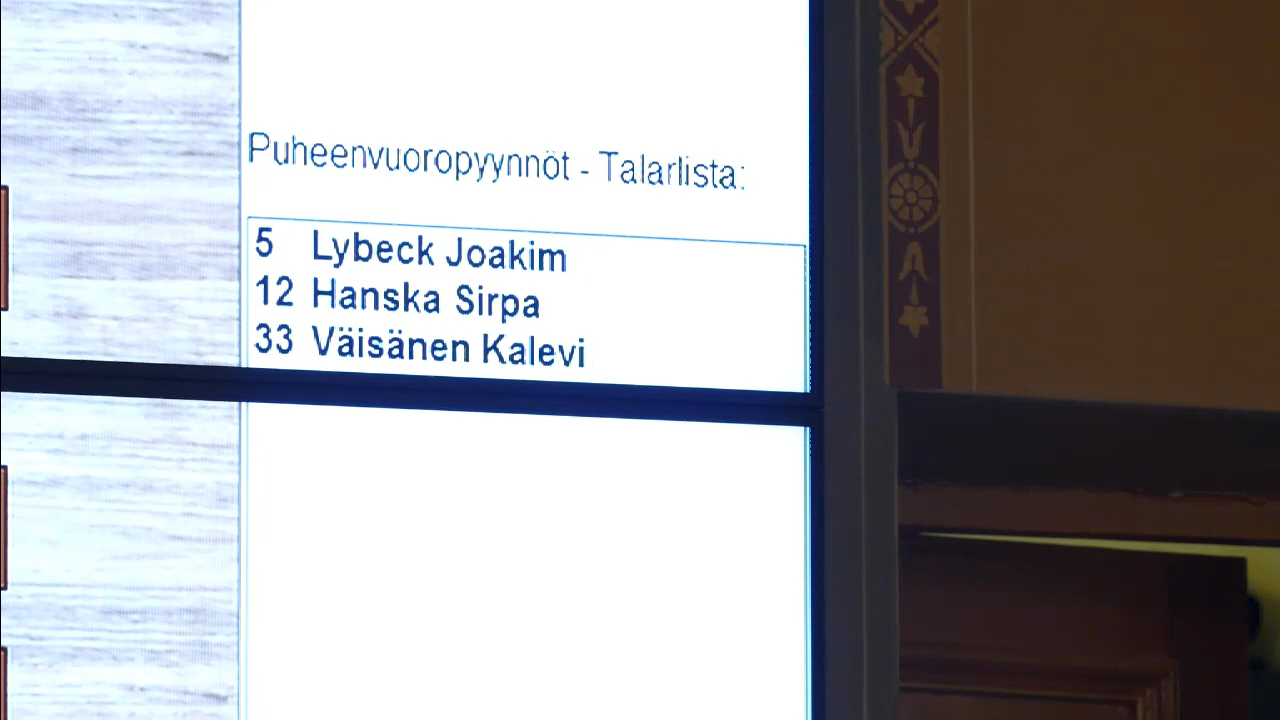 Puheenvuoropyynnöt - Talarlista:
5 Lybeck Joakim
12 Hanska Sirpa
33 Väisänen Kalevi